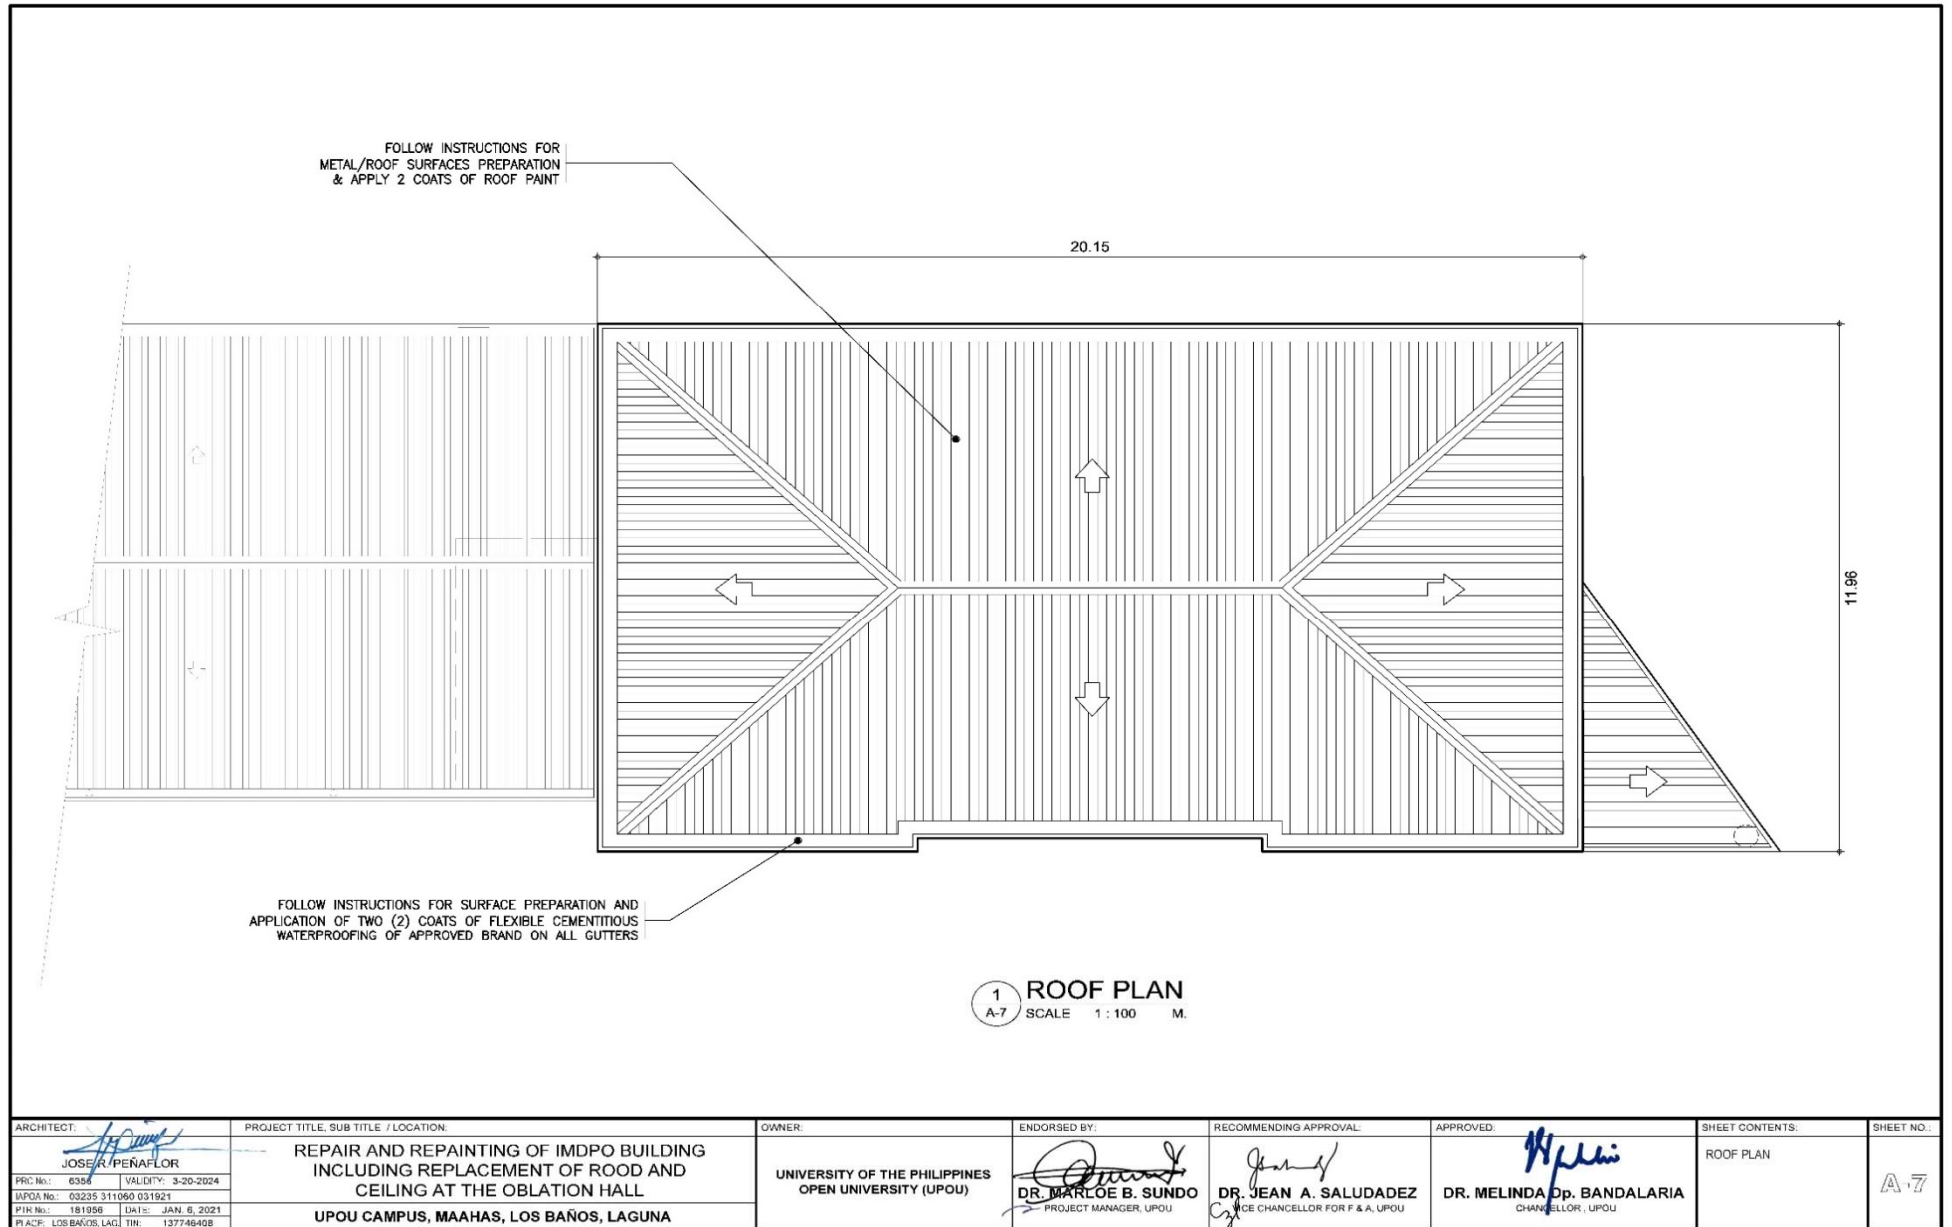 FOLLOW INSTRUCTIONS FOR
METAL/ROOF SURFACES PREPARATION
& APPLY 2 COATS OF ROOF PAINT
20.15
11.96
FOLLOW INSTRUCTIONS FOR SURFACE PREPARATION AND
APPLICATION OF TWO (2) COATS OF FLEXIBLE CEMENTITIOUS
WATERPROOFING OF APPROVED BRAND ON ALL GUTTERS
1
A-7
ROOF PLAN
SCALE 1 : 100 M.
ARCHITECT:
JOSE R. PEÑAFLOR
PRC No.: 6356 VALIDITY: 3-20-2024
IAPOA No.: 03235 311060 031921
PTR No.: 181956 DATE: JAN. 6, 2021
PLACE: LOS BAÑOS, LAG. TIN: 137746408
PROJECT TITLE, SUB TITLE / LOCATION:
REPAIR AND REPAINTING OF IMDPO BUILDING
INCLUDING REPLACEMENT OF ROOD AND
CEILING AT THE OBLATION HALL
UPOU CAMPUS, MAAHAS, LOS BAÑOS, LAGUNA
OWNER:
UNIVERSITY OF THE PHILIPPINES
OPEN UNIVERSITY (UPOU)
ENDORSED BY:
DR. MARLOE B. SUNDO
PROJECT MANAGER, UPOU
RECOMMENDING APPROVAL:
DR. JEAN A. SALUDADEZ
VICE CHANCELLOR FOR F & A, UPOU
APPROVED:
DR. MELINDA Dp. BANDALARIA
CHANCELLOR , UPOU
SHEET CONTENTS:
ROOF PLAN
SHEET NO.:
A-7